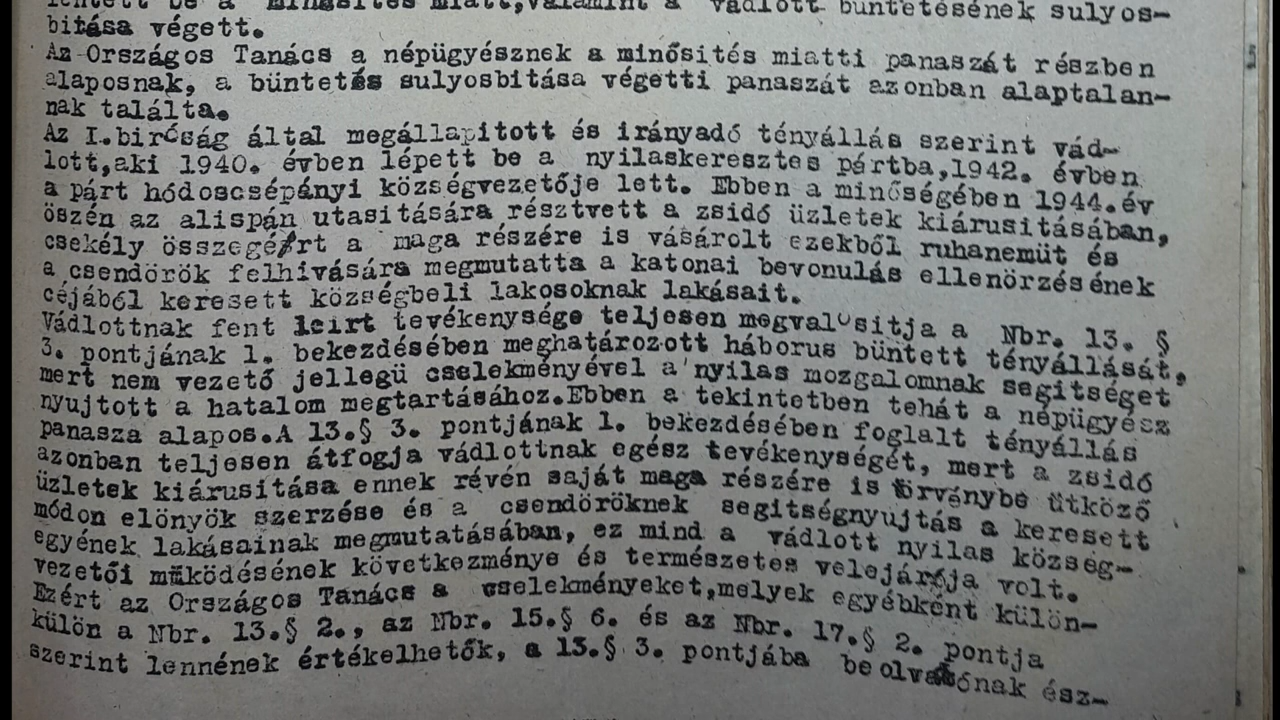 be a minősités miatt, valamint a vádlott büntetésének sulyos-
bitása végett.
Az Országos Tanács a népügyésznek a minősités miatti panaszát részben
alaposnak, a büntetés sulyosbitása végetti panaszát azonban alaptalan-
nak találta.
Az I.biróság által megállapitott és irányadó tényállás szerint vád-
lott,aki 1940. évben lépett be a nyilaskeresztes pártba,1942. évben
a párt hódoscsépányi községvezetője lett. Ebben a minőségében 1944.év
öszén az alispán utasitására résztvett a zsidó üzletek kiárusitásában,
csekély összegért a maga részére is vásárolt ezekből ruhanemüt és
a csendörök felhivására megmutatta a katonai bevonulás ellenörzésének
céjából keresett községbeli lakosoknak lakásait.
Vádlottnak fent leirt tevékenysége teljesen megvalositja a Nbr. 13. §
3. pontjának 1. bekezdésében meghatározott háborus büntett tényállását,
mert nem vezető jellegü cselekményével a nyilas mozgalomnak segitséget
nyujtott a hatalom megtartásához.Ebben a tekintetben tehát a népügyész
panasza alapos.A 13.§ 3. pontjának 1. bekezdésében foglalt tényállás
azonban teljesen átfogja vádlottnak egész tevékenységét, mert a zsidó
üzletek kiárusitása ennek révén saját maga részére is törvénybe ütköző
módon elönyök szerzése és a csendöröknek segitségnyujtás a keresett
egyének lakásainak megmutatásában, ez mind a vádlott nyilas község-
vezetői müködésének következménye és természetes velejárója volt.
Ezért az Országos Tanács a cselekményeket,melyek egyébként külön-
külön a Nbr. 13.§ 2., az Nbr. 15.§ 6. és az Nbr. 17.§ 2. pontja
szerint lennének értékelhetők, a 13.§ 3. pontjába beolvadónak ész-